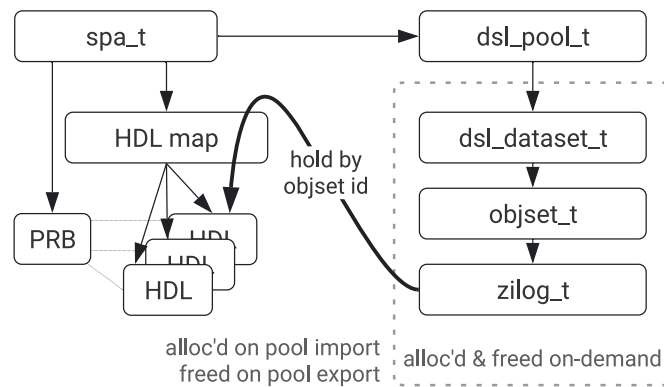 spa_t
dsl_pool_t
HDL map
hold by
objset id
dsl_dataset_t
objset_t
PRB
HDL
HDL
HDL
zilog_t
alloc'd on pool import
freed on pool export
alloc'd & freed on-demand